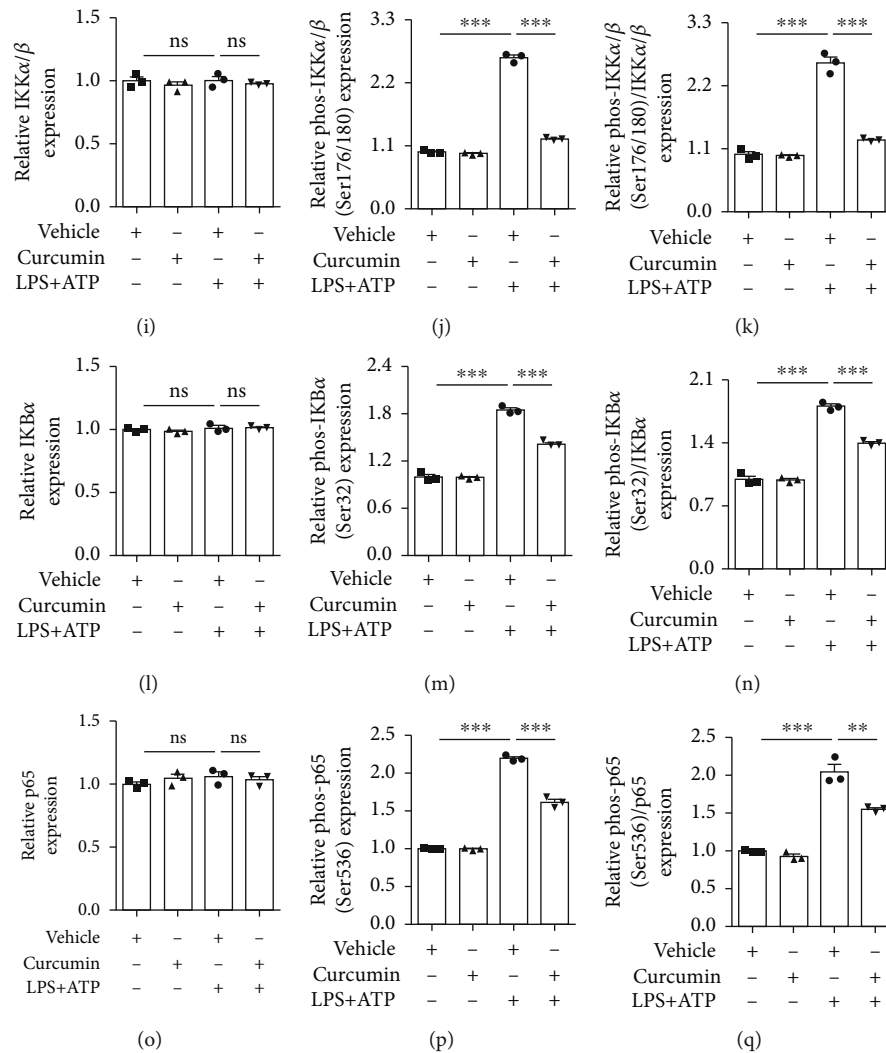 Relative IKKα/β
expression
1.5
1.0
0.5
0.0
ns
ns
Vehicle + − + −
Curcumin − + − +
LPS+ATP − − + +
(i)
Relative phos-IKKα/β
(Ser176/180) expression
3.3
2.2
1.1
0.0
***
***
Vehicle + − + −
Curcumin − + − +
LPS+ATP − − + +
(j)
Relative phos-IKKα/β
(Ser176/180)/IKKα/β
expression
3.3
2.2
1.1
0.0
***
***
Vehicle + − + −
Curcumin − + − +
LPS+ATP − − + +
(k)
Relative IKBα
expression
1.5
1.0
0.5
0.0
ns
ns
Vehicle + − + −
Curcumin − + − +
LPS+ATP − − + +
(l)
Relative phos-IKBα
(Ser32) expression
2.4
1.8
1.2
0.6
0.0
***
***
Vehicle + − + −
Curcumin − + − +
LPS+ATP − − + +
(m)
Relative phos-IKBα
(Ser32)/IKBα
expression
2.1
1.4
0.7
0.0
***
***
Vehicle + − + −
Curcumin − + − +
LPS+ATP − − + +
(n)
Relative p65
expression
1.5
1.0
0.5
0.0
ns
ns
Vehicle + − + −
Curcumin − + − +
LPS+ATP − − + +
(o)
Relative phos-p65
(Ser536) expression
2.5
2.0
1.5
1.0
0.5
0.0
***
***
Vehicle + − + −
Curcumin − + − +
LPS+ATP − − + +
(p)
Relative phos-p65
(Ser536)/p65
expression
2.5
2.0
1.5
1.0
0.5
0.0
***
**
Vehicle + − + −
Curcumin − + − +
LPS+ATP − − + +
(q)